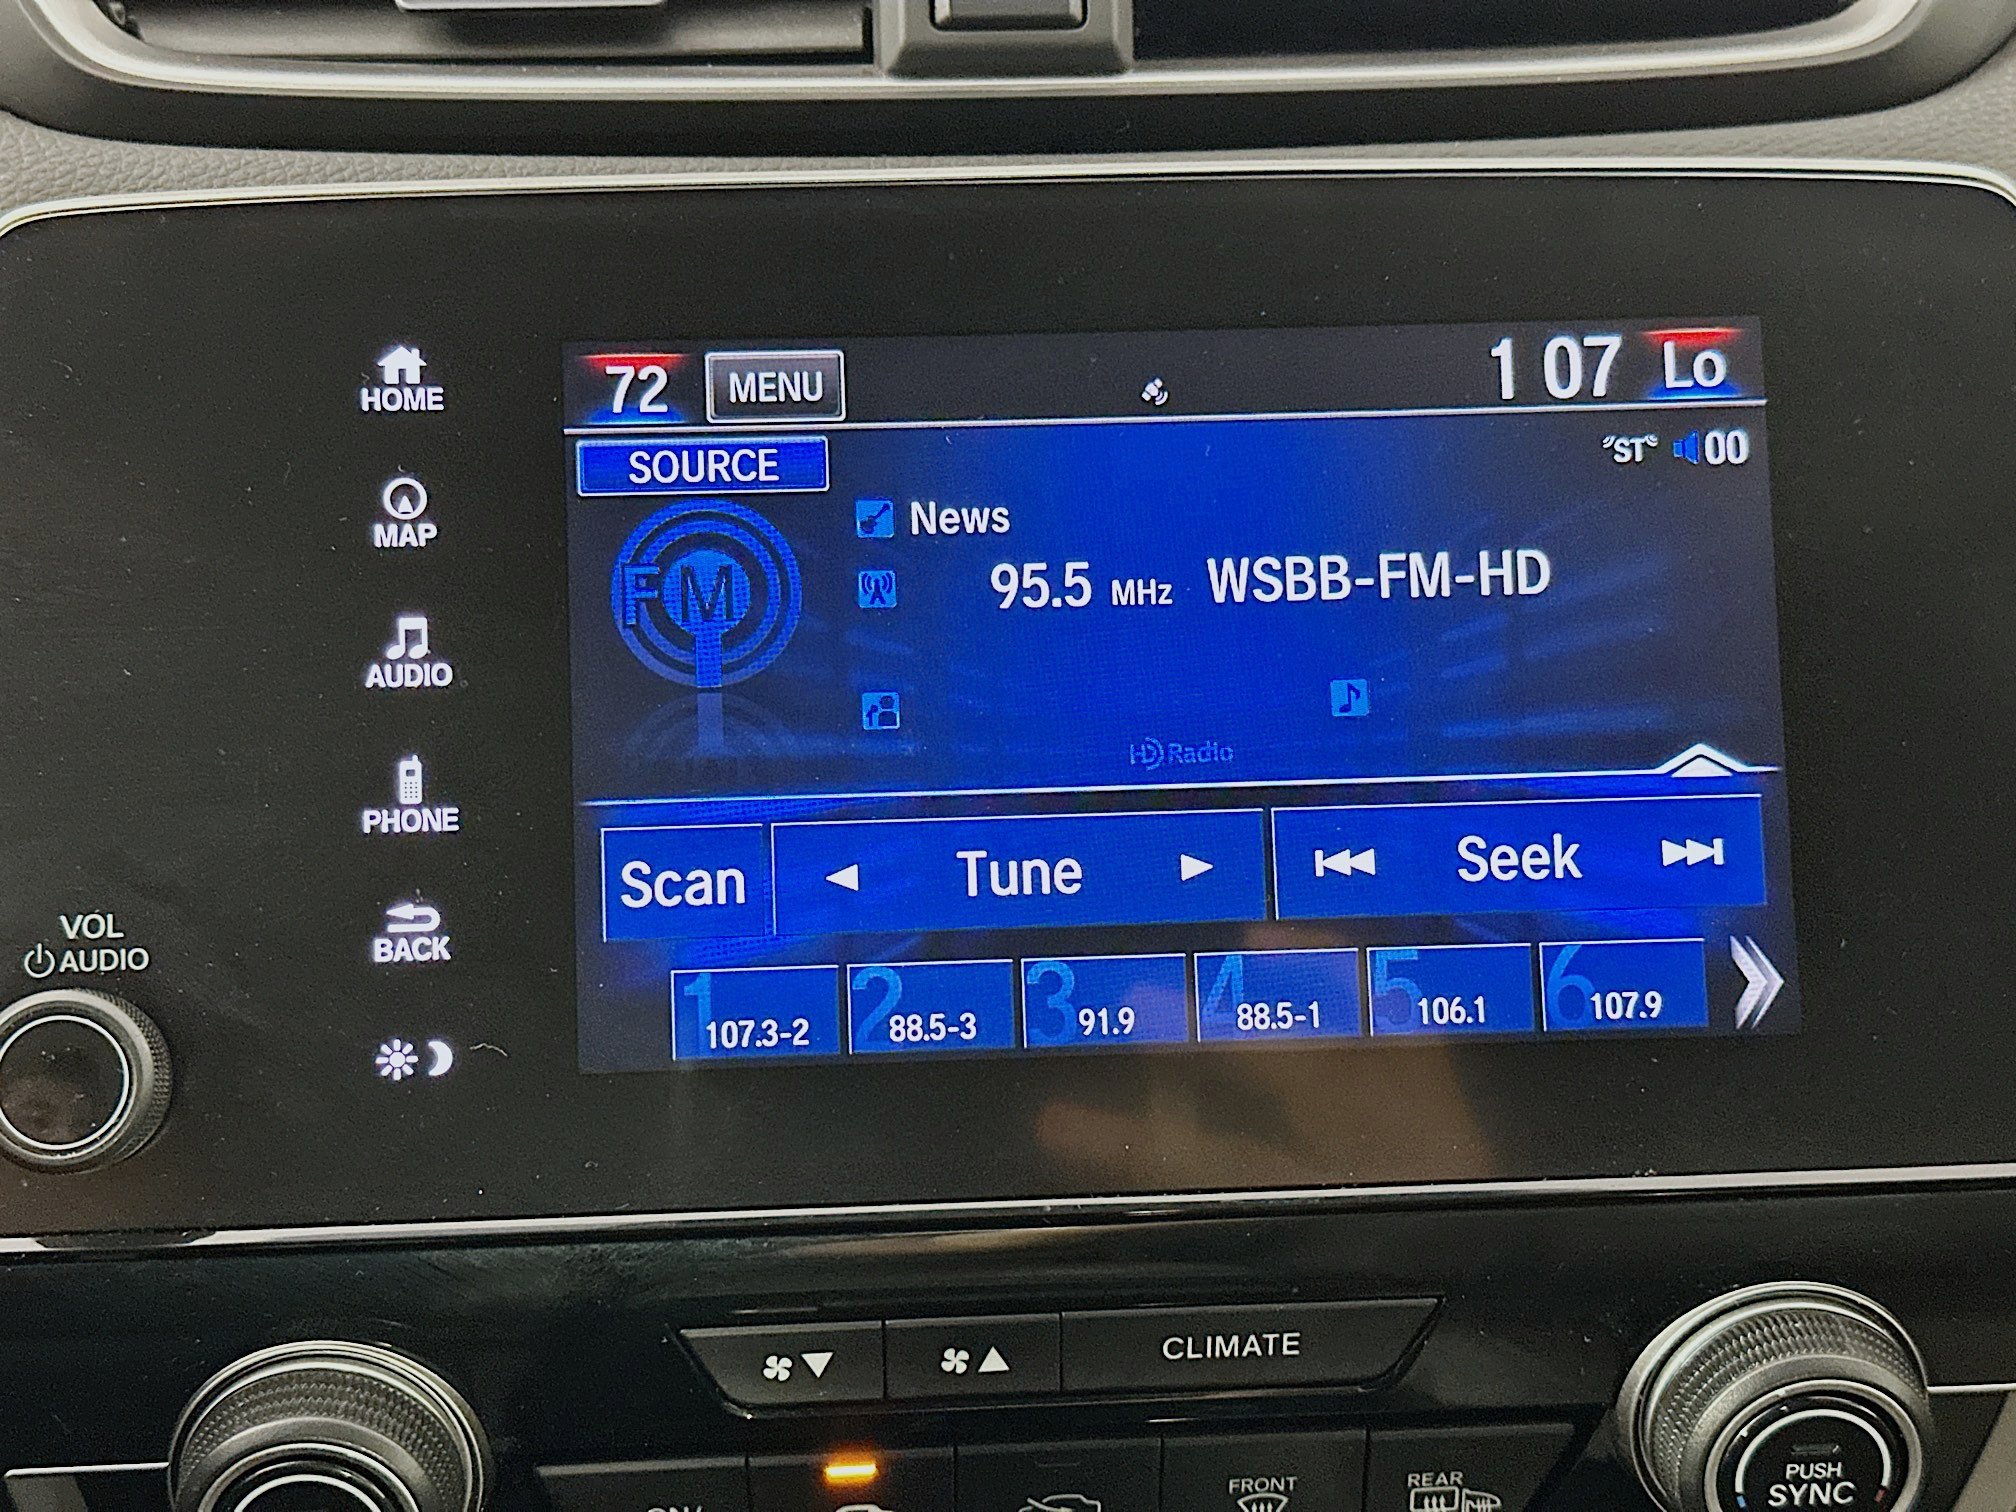 HOME
MAP
AUDIO
PHONE
BACK
VOL
AUDIO
72 MENU 1 07 Lo
SOURCE "ST" 00
FM
News
95.5 MHz WSBB-FM-HD
HD Radio
Scan Tune Seek
1 107.3-2
2 88.5-3
3 91.9
4 88.5-1
5 106.1
6 107.9
CLIMATE
FRONT
REAR
PUSH
SYNC